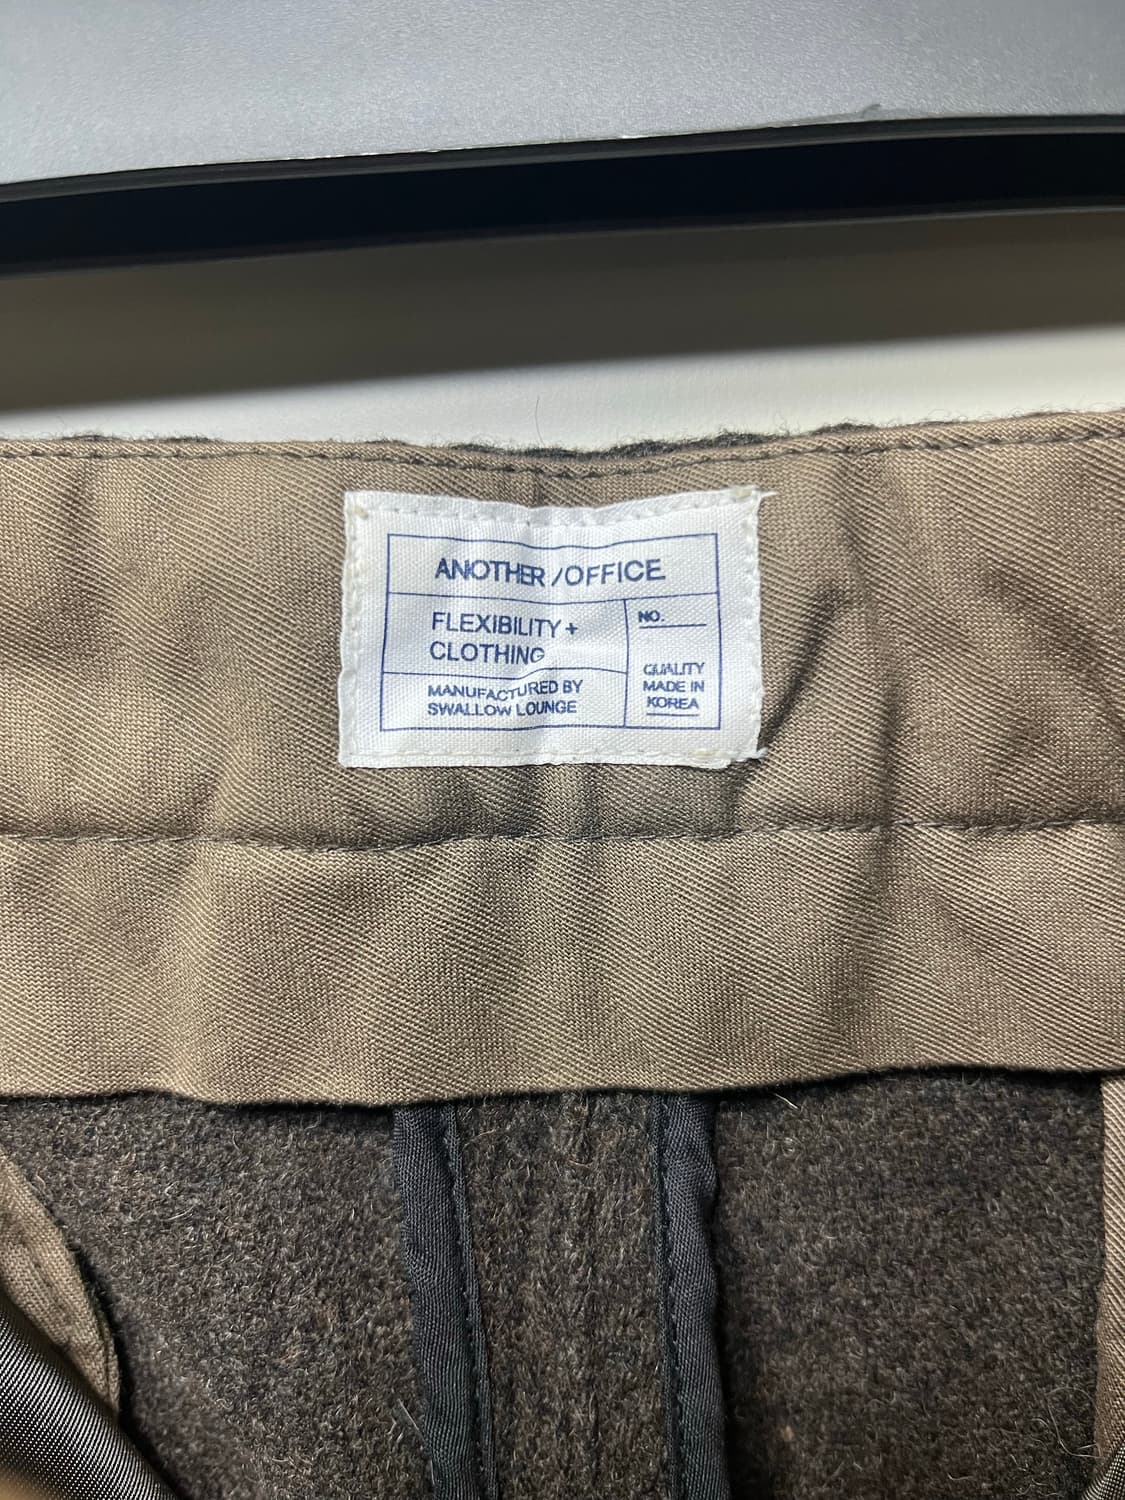 ANOTHER/OFFICE
FLEXIBILITY+
CLOTHING
MANUFACTURED BY
SWALLOW LOUNGE
NO.
QUALITY
MADE IN
KOREA